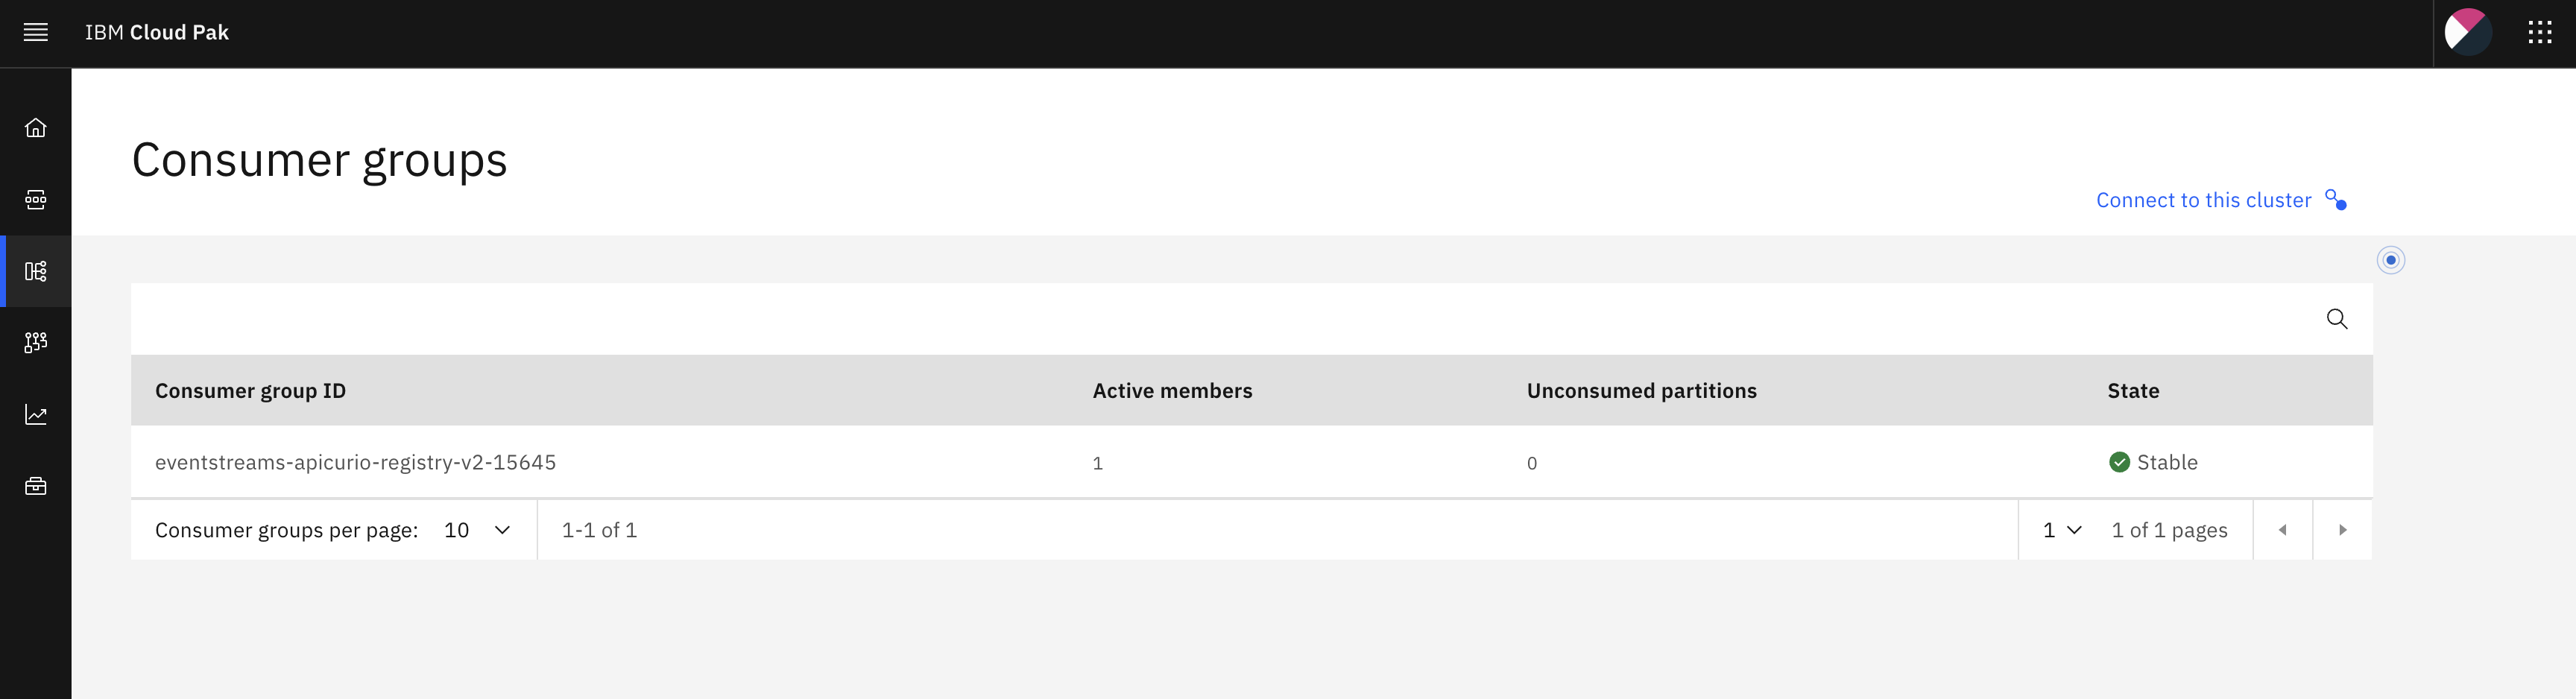 IBM Cloud Pak
Consumer groups
Connect to this cluster
Consumer group ID Active members Unconsumed partitions State
eventstreams-apicurio-registry-v2-15645 1 0 Stable
Consumer groups per page: 10 1-1 of 1 1 1 of 1 pages